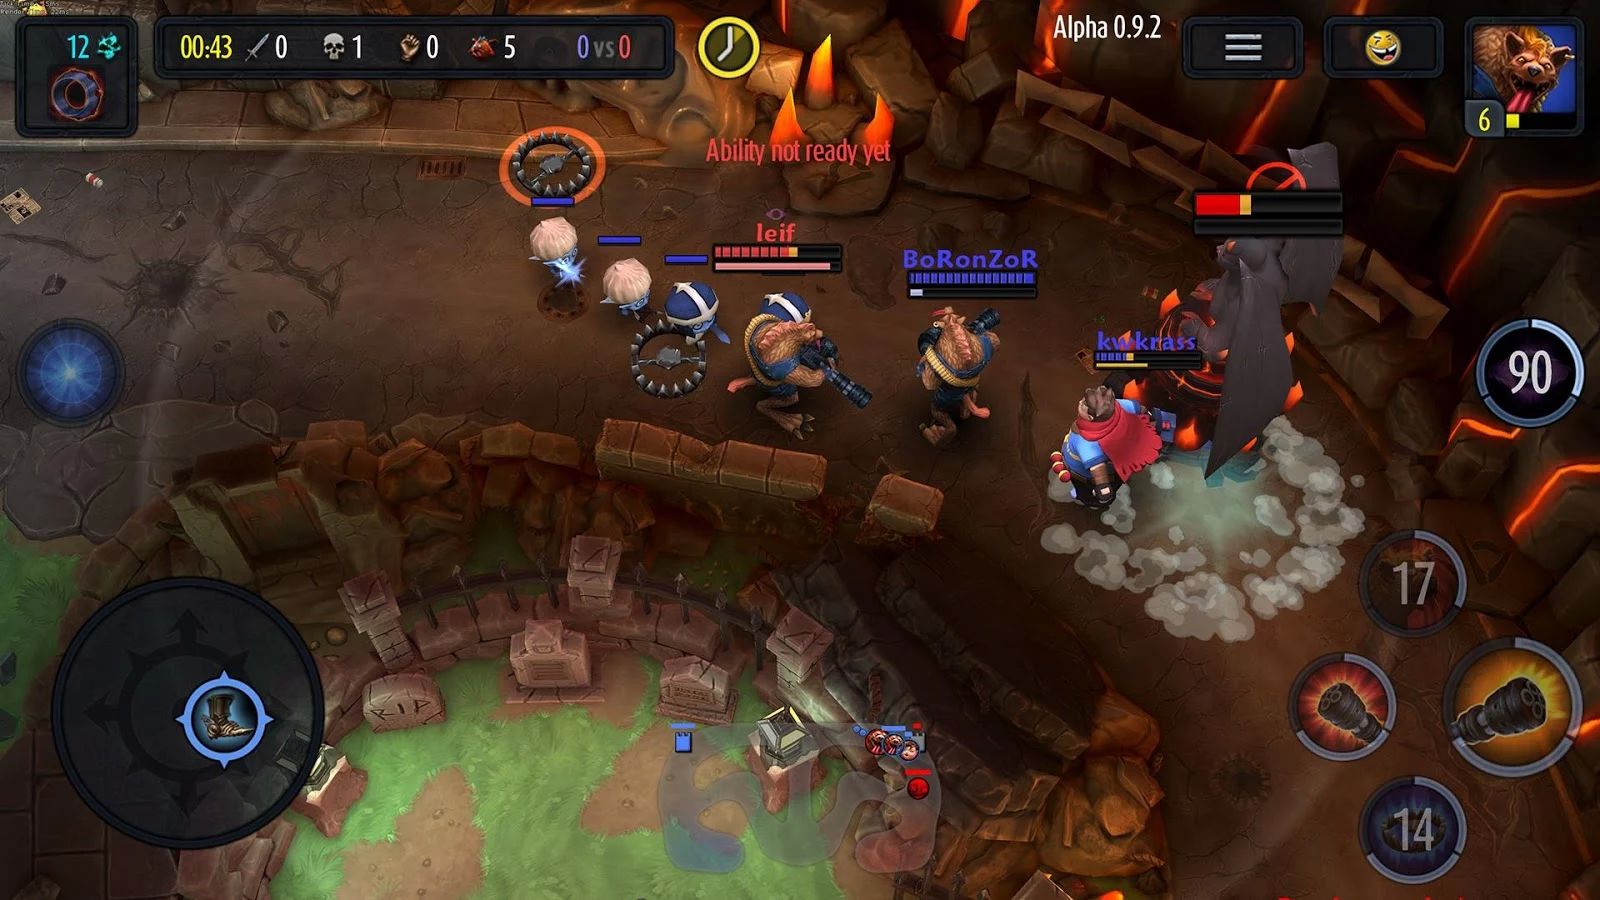 12
00:43 0 1 0 5 0 vs 0
Alpha 0.9.2
6
Ability not ready yet
leif
BoRonZoR
+5
kwkrass
90
17
14
RIP